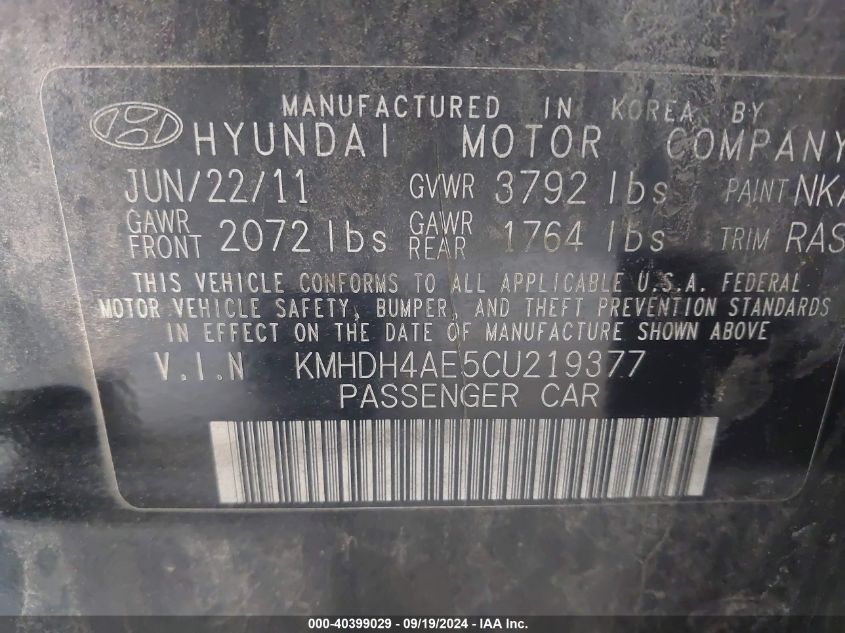 MANUFACTURED IN KOREA BY
HYUNDAI MOTOR COMPANY
JUN/22/11 GVWR 3792 lbs PAINT NKA
GAWR FRONT 2072 lbs GAWR REAR 1764 lbs TRIM RAS
THIS VEHICLE CONFORMS TO ALL APPLICABLE U.S.A. FEDERAL
MOTOR VEHICLE SAFETY, BUMPER, AND THEFT PREVENTION STANDARDS
IN EFFECT ON THE DATE OF MANUFACTURE SHOWN ABOVE
V.I.N KMHDH4AE5CU219377
PASSENGER CAR
000-40399029 - 09/19/2024 - IAA Inc.